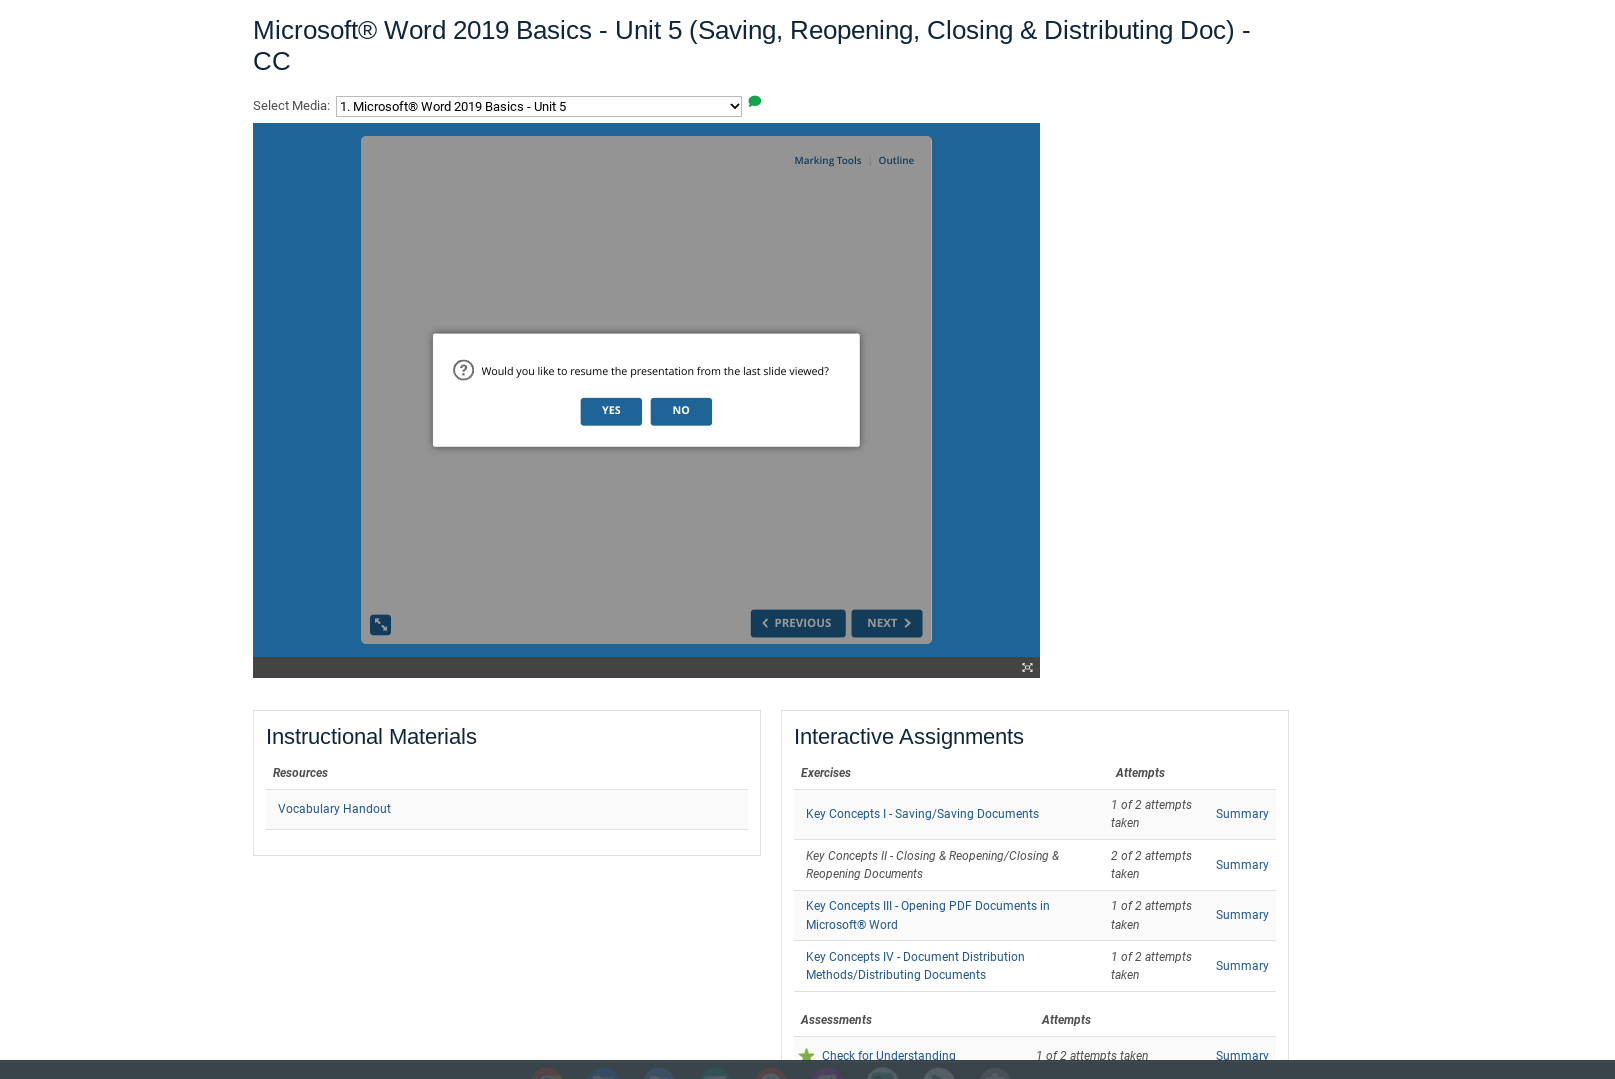 Microsoft® Word 2019 Basics - Unit 5 (Saving, Reopening, Closing & Distributing Doc) -
CC
Select Media: 1. Microsoft® Word 2019 Basics - Unit 5
Marking Tools | Outline
Would you like to resume the presentation from the last slide viewed?
YES NO
PREVIOUS NEXT
Instructional Materials
Resources
Vocabulary Handout
Interactive Assignments
Exercises Attempts
Key Concepts I - Saving/Saving Documents 1 of 2 attempts taken Summary
Key Concepts II - Closing & Reopening/Closing &
Reopening Documents 2 of 2 attempts taken Summary
Key Concepts III - Opening PDF Documents in
Microsoft® Word 1 of 2 attempts taken Summary
Key Concepts IV - Document Distribution
Methods/Distributing Documents 1 of 2 attempts taken Summary
Assessments Attempts
Check for Understanding 1 of 2 attempts taken Summary